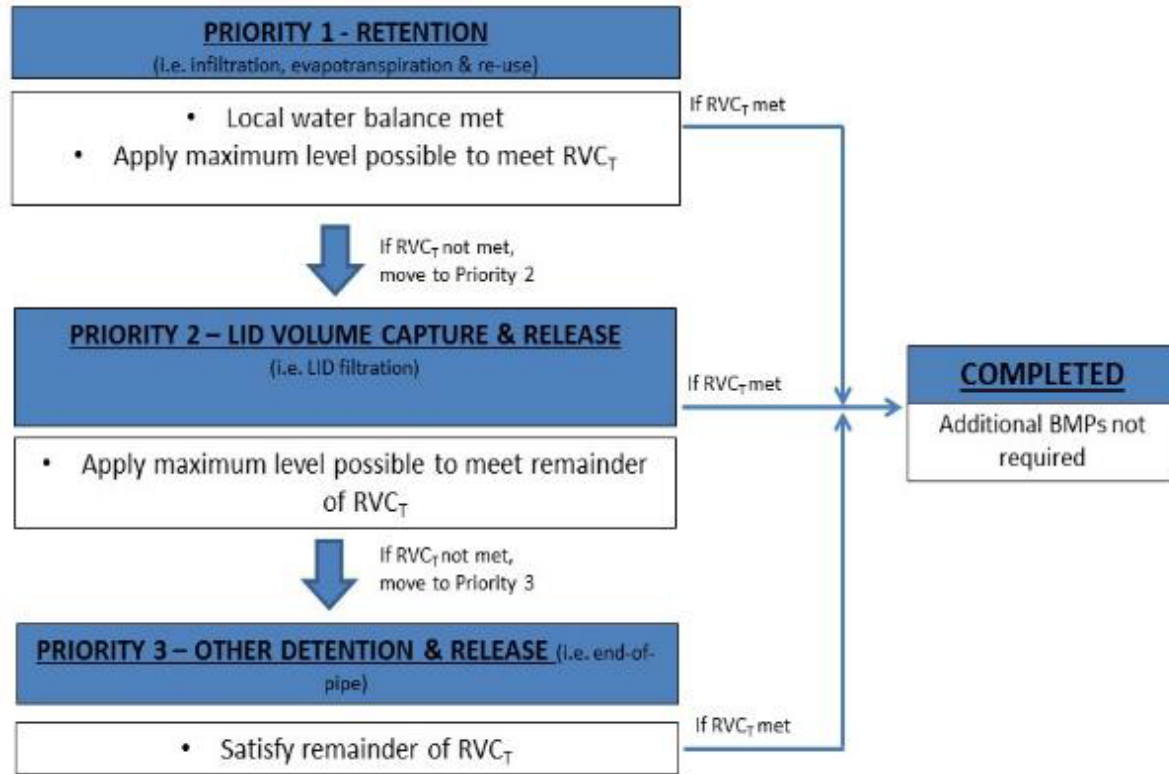 PRIORITY 1 - RETENTION
(i.e. infiltration, evapotranspiration & re-use)
• Local water balance met
• Apply maximum level possible to meet RVCT
If RVCT met
If RVCT not met,
move to Priority 2
PRIORITY 2 – LID VOLUME CAPTURE & RELEASE
(i.e. LID filtration)
If RVCT met
• Apply maximum level possible to meet remainder
of RVCT
If RVCT not met,
move to Priority 3
PRIORITY 3 – OTHER DETENTION & RELEASE (i.e. end-of-
pipe)
• Satisfy remainder of RVCT
If RVCT met
COMPLETED
Additional BMPs not
required